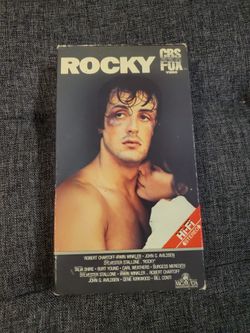 ROCKY
CBS
FOX
VIDEO
HI-FI
ROBERT CHARTOFF-IRWIN WINKLER JOHN G. AVILDSEN
SYLVESTER STALLONE "ROCKY"
TALIA SHIRE BURT YOUNG CARL WEATHERS BURGESS MEREDITH
SYLVESTER STALLONE IRWIN WINKLER ROBERT CHARTOFF
JOHN G. AVILDSEN GENE KIRKWOOD BILL CONTI